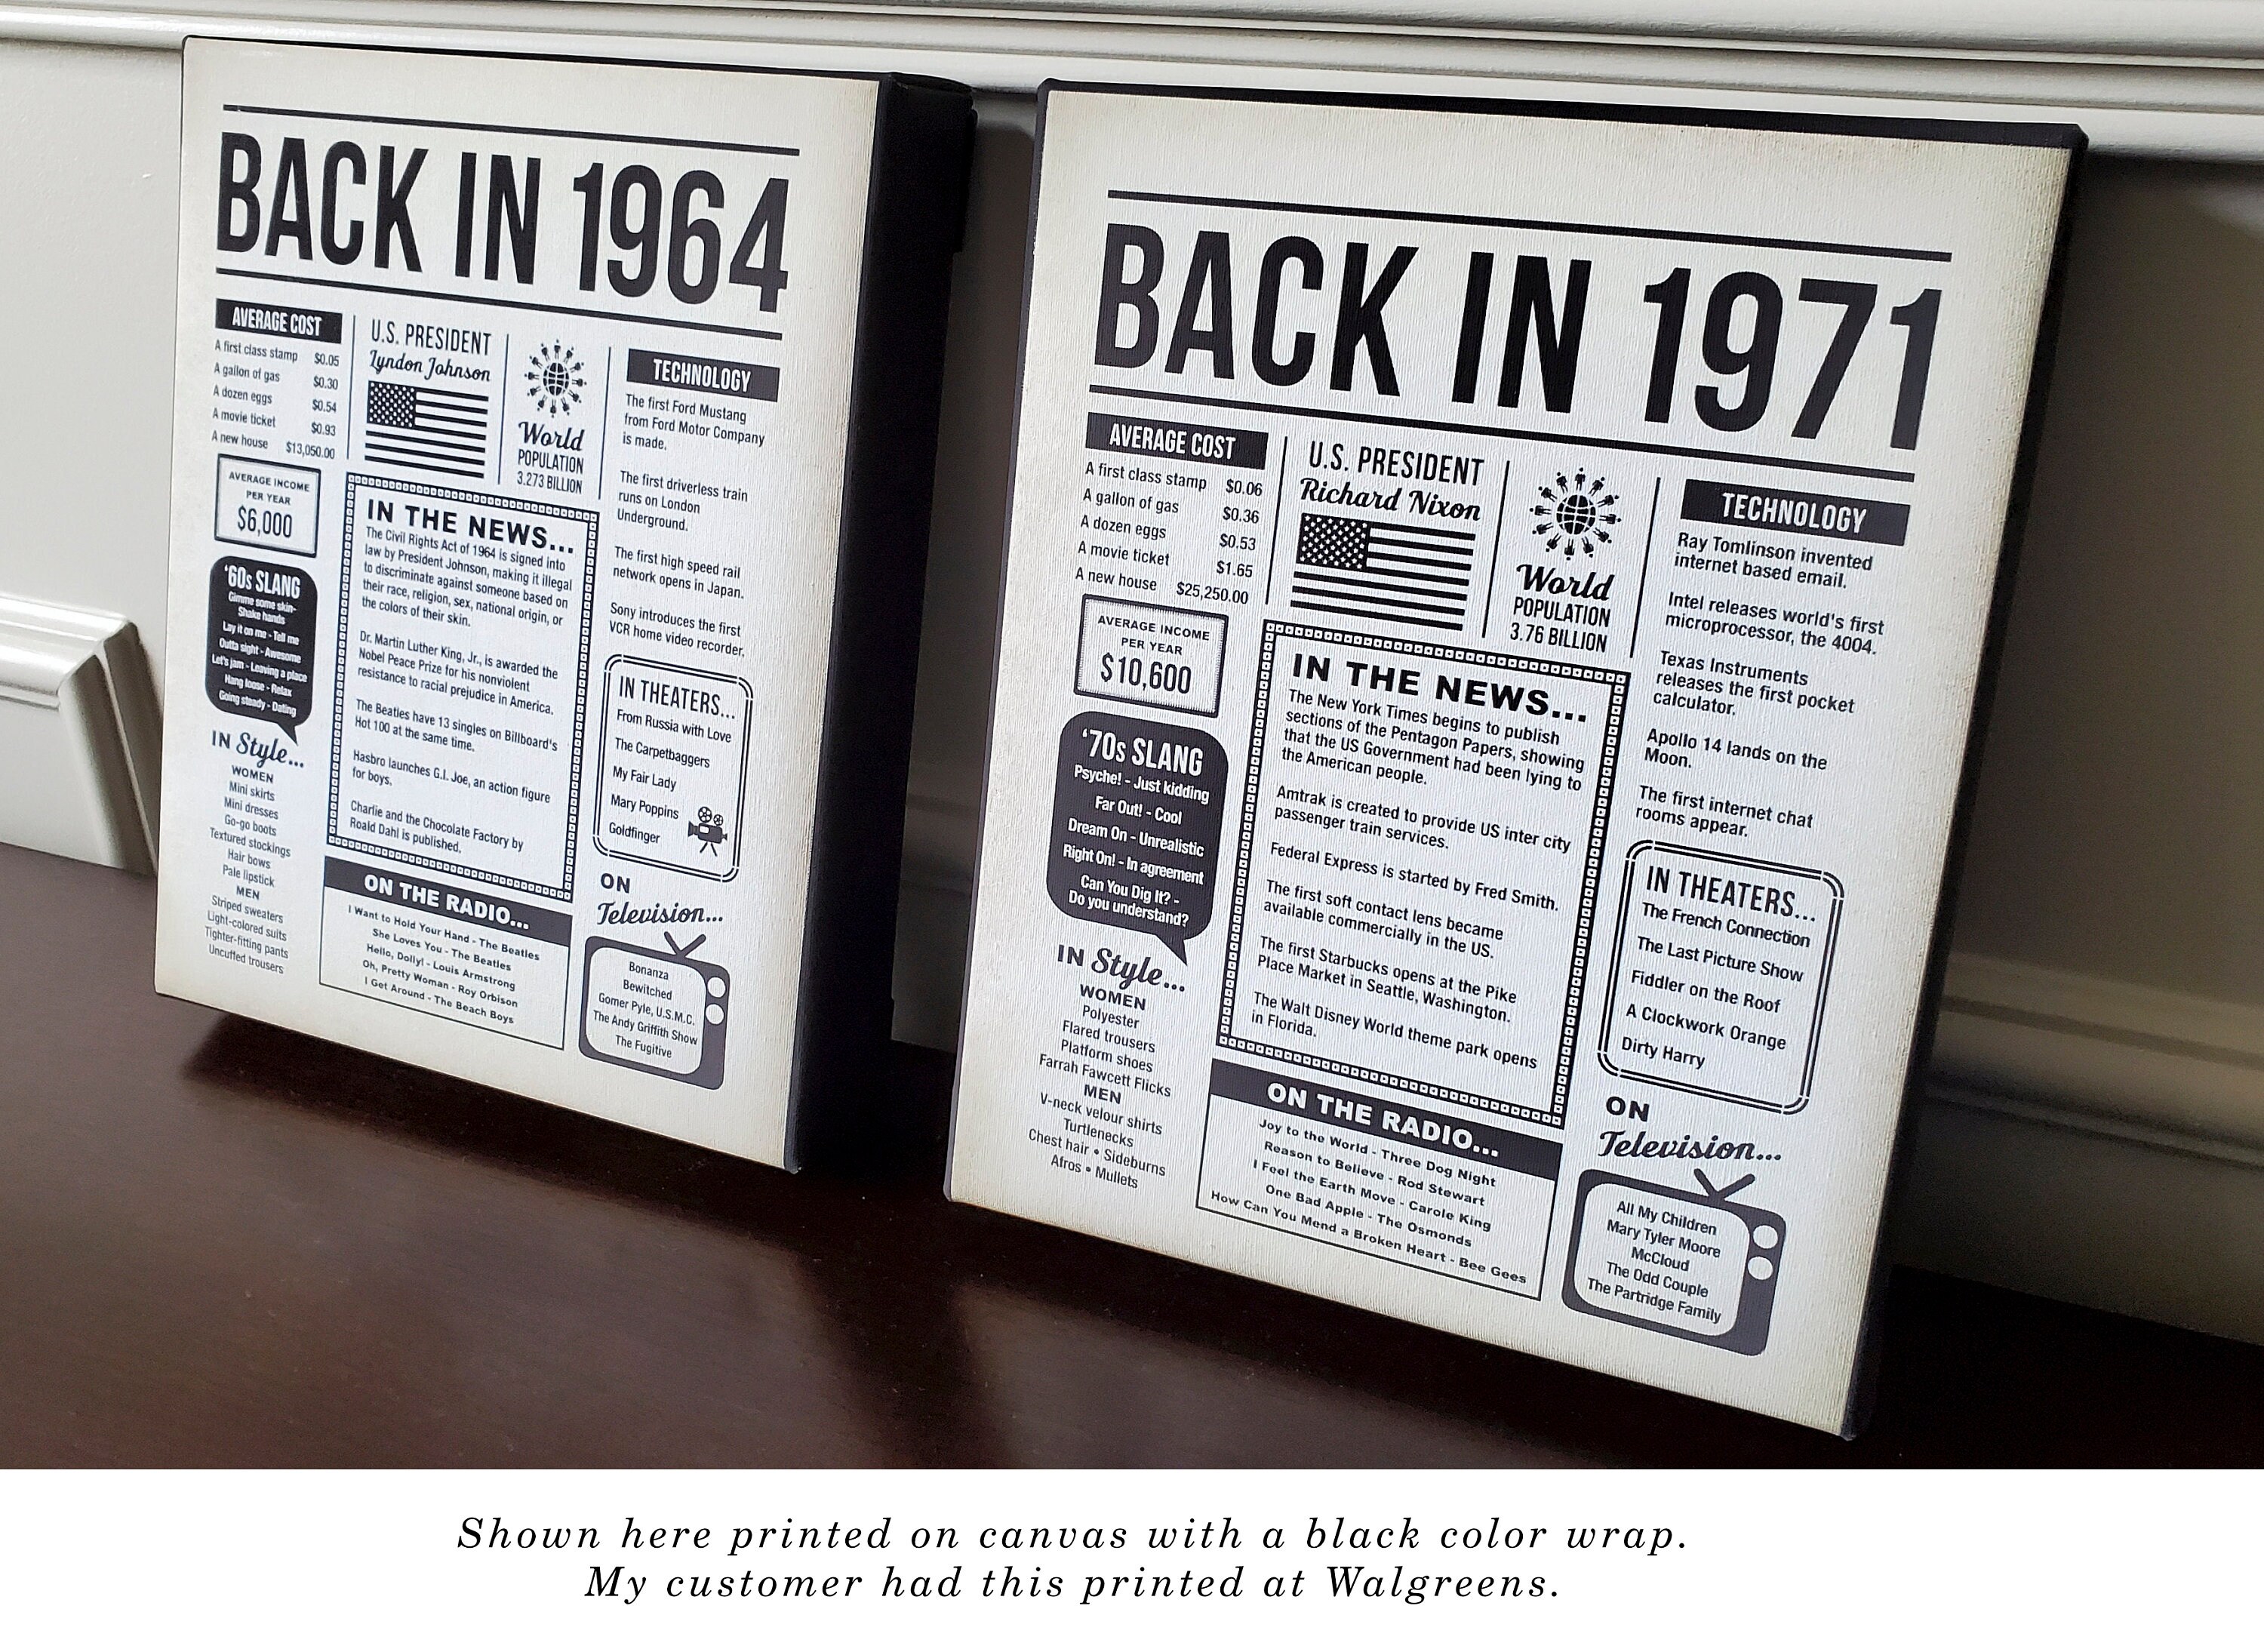 BACK IN 1964
AVERAGE COST
A first class stamp $0.05
A gallon of gas $0.30
A dozen eggs $0.54
A movie ticket $0.93
A new house $13,050.00
AVERAGE INCOME
PER YEAR
$6,000
'60s SLANG
Gimme some skin-
Shake hands
Lay it on me - Tell me
Outta sight - Awesome
Let's jam - Leaving a place
Hang loose - Relax
Going steady - Dating
IN Style...
WOMEN
Mini skirts
Mini dresses
Go-go boots
Textured stockings
Hair bows
Pale lipstick
MEN
Striped sweaters
Light-colored suits
Tighter-fitting pants
Uncuffed trousers
U.S. PRESIDENT
Lyndon Johnson
World
POPULATION
3.273 BILLION
IN THE NEWS...
The Civil Rights Act of 1964 is signed into
law by President Johnson, making it illegal
to discriminate against someone based on
their race, religion, sex, national origin, or
the colors of their skin.
Dr. Martin Luther King, Jr., is awarded the
Nobel Peace Prize for his nonviolent
resistance to racial prejudice in America.
The Beatles have 13 singles on Billboard's
Hot 100 at the same time.
Hasbro launches G.I. Joe, an action figure
for boys.
Charlie and the Chocolate Factory by
Roald Dahl is published.
ON THE RADIO...
I Want to Hold Your Hand - The Beatles
She Loves You - The Beatles
Hello, Dolly! - Louis Armstrong
Oh, Pretty Woman - Roy Orbison
I Get Around - The Beach Boys
TECHNOLOGY
The first Ford Mustang
from Ford Motor Company
is made.
The first driverless train
runs on London
Underground.
The first high speed rail
network opens in Japan.
Sony introduces the first
VCR home video recorder.
IN THEATERS...
From Russia with Love
The Carpetbaggers
My Fair Lady
Mary Poppins
Goldfinger
ON
Television...
Bonanza
Bewitched
Gomer Pyle, U.S.M.C.
The Andy Griffith Show
The Fugitive
BACK IN 1971
AVERAGE COST
A first class stamp $0.06
A gallon of gas $0.36
A dozen eggs $0.53
A movie ticket $1.65
A new house $25,250.00
AVERAGE INCOME
PER YEAR
$10,600
'70s SLANG
Psyche! - Just kidding
Far Out! - Cool
Dream On - Unrealistic
Right On! - In agreement
Can You Dig It? -
Do you understand?
IN Style...
WOMEN
Polyester
Flared trousers
Platform shoes
Farrah Fawcett Flicks
MEN
V-neck velour shirts
Turtlenecks
Chest hair • Sideburns
Afros • Mullets
U.S. PRESIDENT
Richard Nixon
World
POPULATION
3.76 BILLION
IN THE NEWS...
The New York Times begins to publish
sections of the Pentagon Papers, showing
that the US Government had been lying to
the American people.
Amtrak is created to provide US inter city
passenger train services.
Federal Express is started by Fred Smith.
The first soft contact lens became
available commercially in the US.
The first Starbucks opens at the Pike
Place Market in Seattle, Washington.
The Walt Disney World theme park opens
in Florida.
ON THE RADIO...
Joy to the World - Three Dog Night
Reason to Believe - Rod Stewart
I Feel the Earth Move - Carole King
One Bad Apple - The Osmonds
How Can You Mend a Broken Heart - Bee Gees
TECHNOLOGY
Ray Tomlinson invented
internet based email.
Intel releases world's first
microprocessor, the 4004.
Texas Instruments
releases the first pocket
calculator.
Apollo 14 lands on the
Moon.
The first internet chat
rooms appear.
IN THEATERS...
The French Connection
The Last Picture Show
Fiddler on the Roof
A Clockwork Orange
Dirty Harry
ON
Television...
All My Children
Mary Tyler Moore
McCloud
The Odd Couple
The Partridge Family
Shown here printed on canvas with a black color wrap.
My customer had this printed at Walgreens.